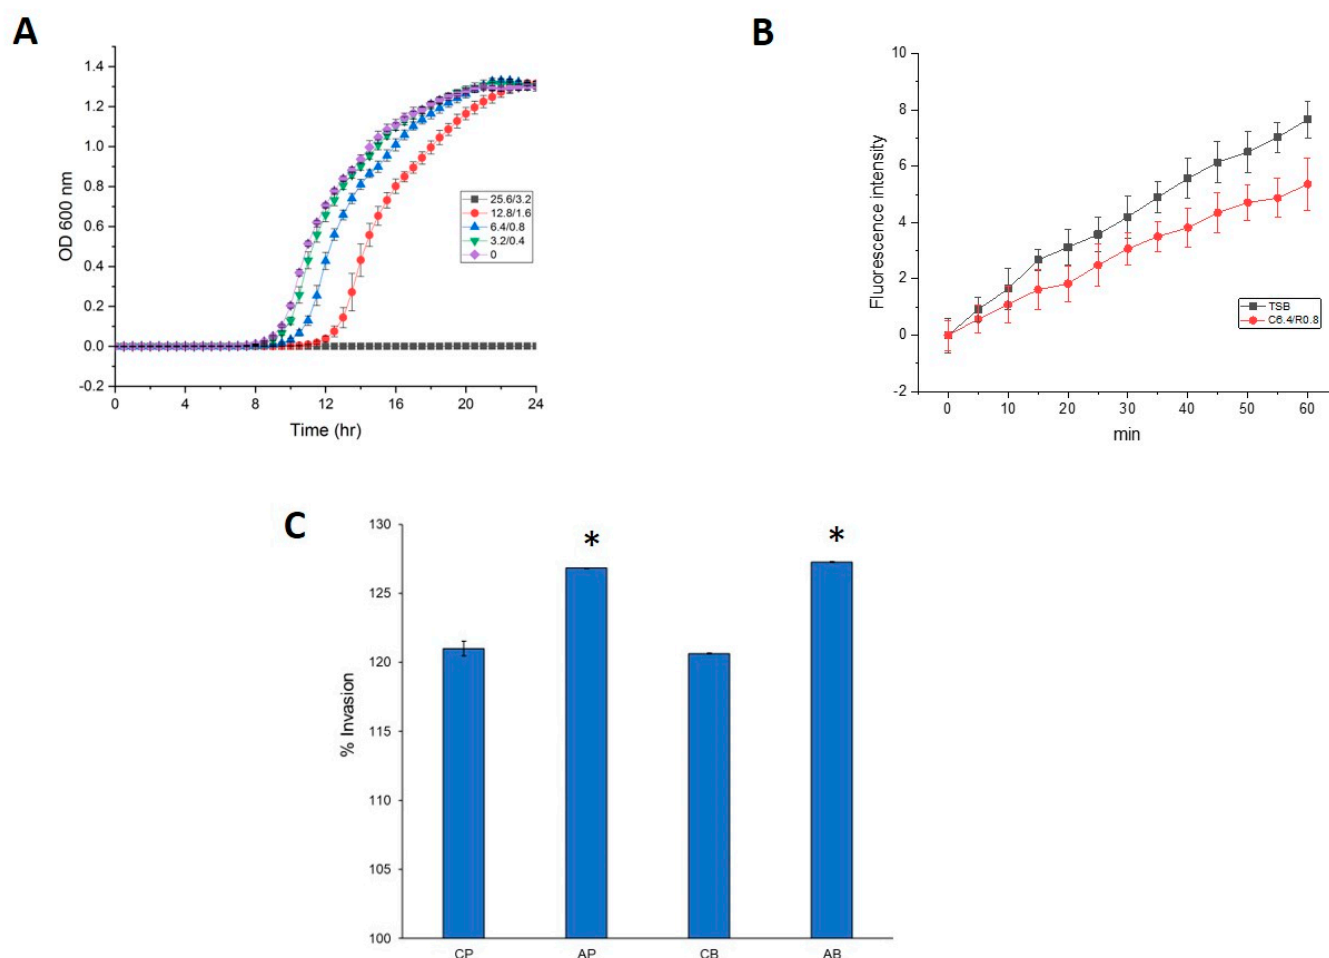 A
1.4
1.2
1.0
0.8
0.6
0.4
0.2
0.0
-0.2
OD 600 nm
0 4 8 12 16 20 24
Time (hr)
25.6/3.2
12.8/1.6
6.4/0.8
3.2/0.4
0
B
10
8
6
4
2
0
-2
Fluorescence intensity
0 10 20 30 40 50 60
min
TSB
C6.4/R0.8
C
130
125
120
115
110
105
100
% Invasion
* *
CP AP CB AB